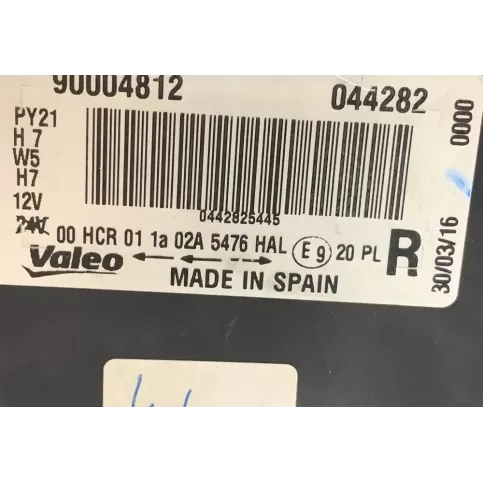 90004812 044282
PY21
H7
W5
H7
12V
24V
0000
0442825445
00 HCR 01 1a 02A 5476 HAL E9 20 PL R
30/03/16
Valeo
MADE IN SPAIN